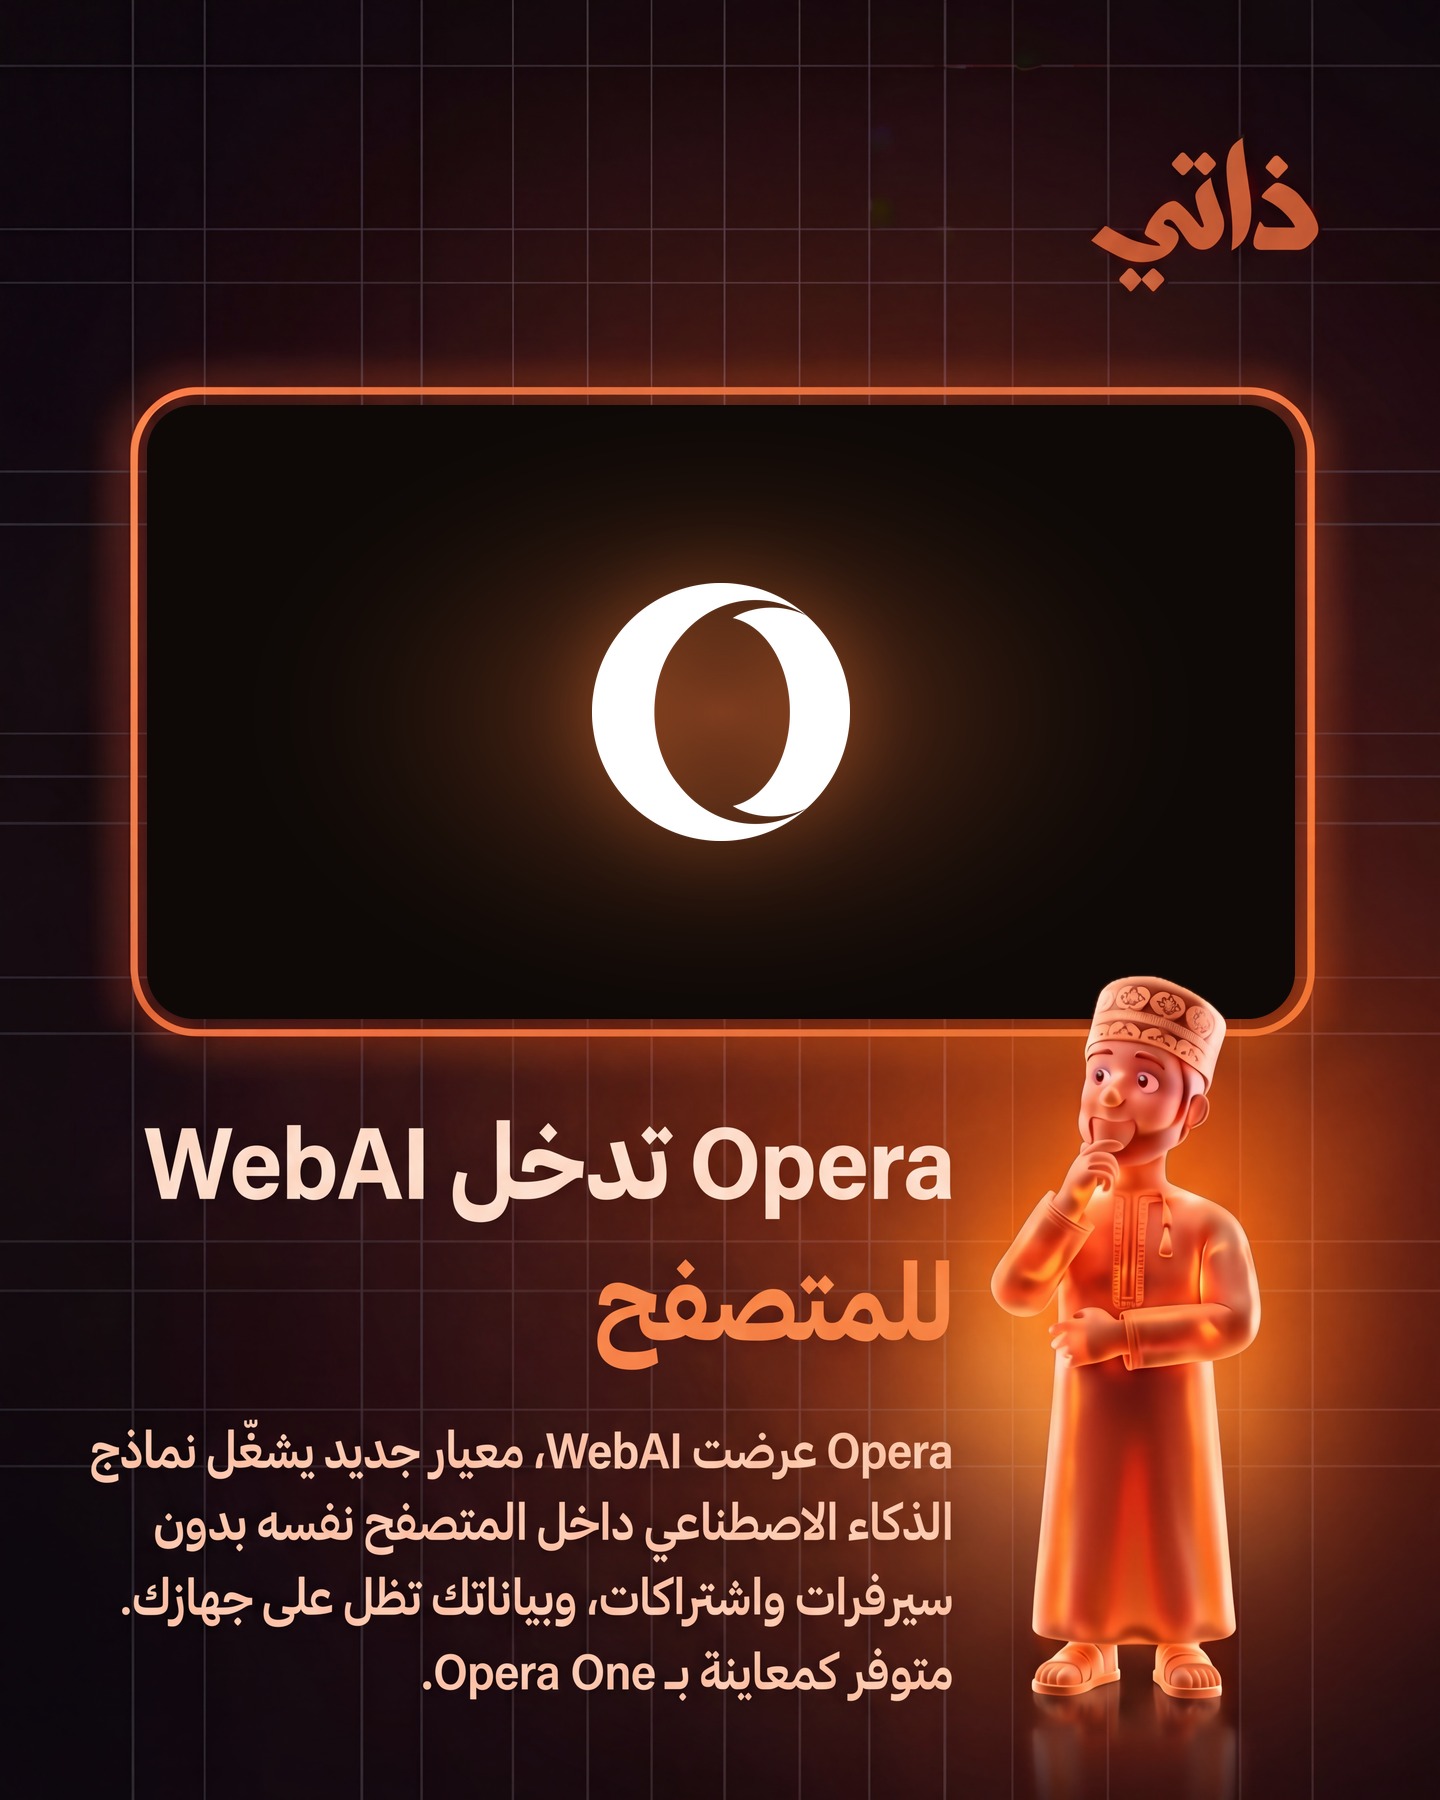 ذاتي
Opera تدخل WebAI
للمتصفح
Opera عرضت WebAI، معيار جديد يشغّل نماذج
الذكاء الاصطناعي داخل المتصفح نفسه بدون
سيرفرات واشتراكات، وبياناتك تظل على جهازك.
متوفر كمعاينة بـ Opera One.